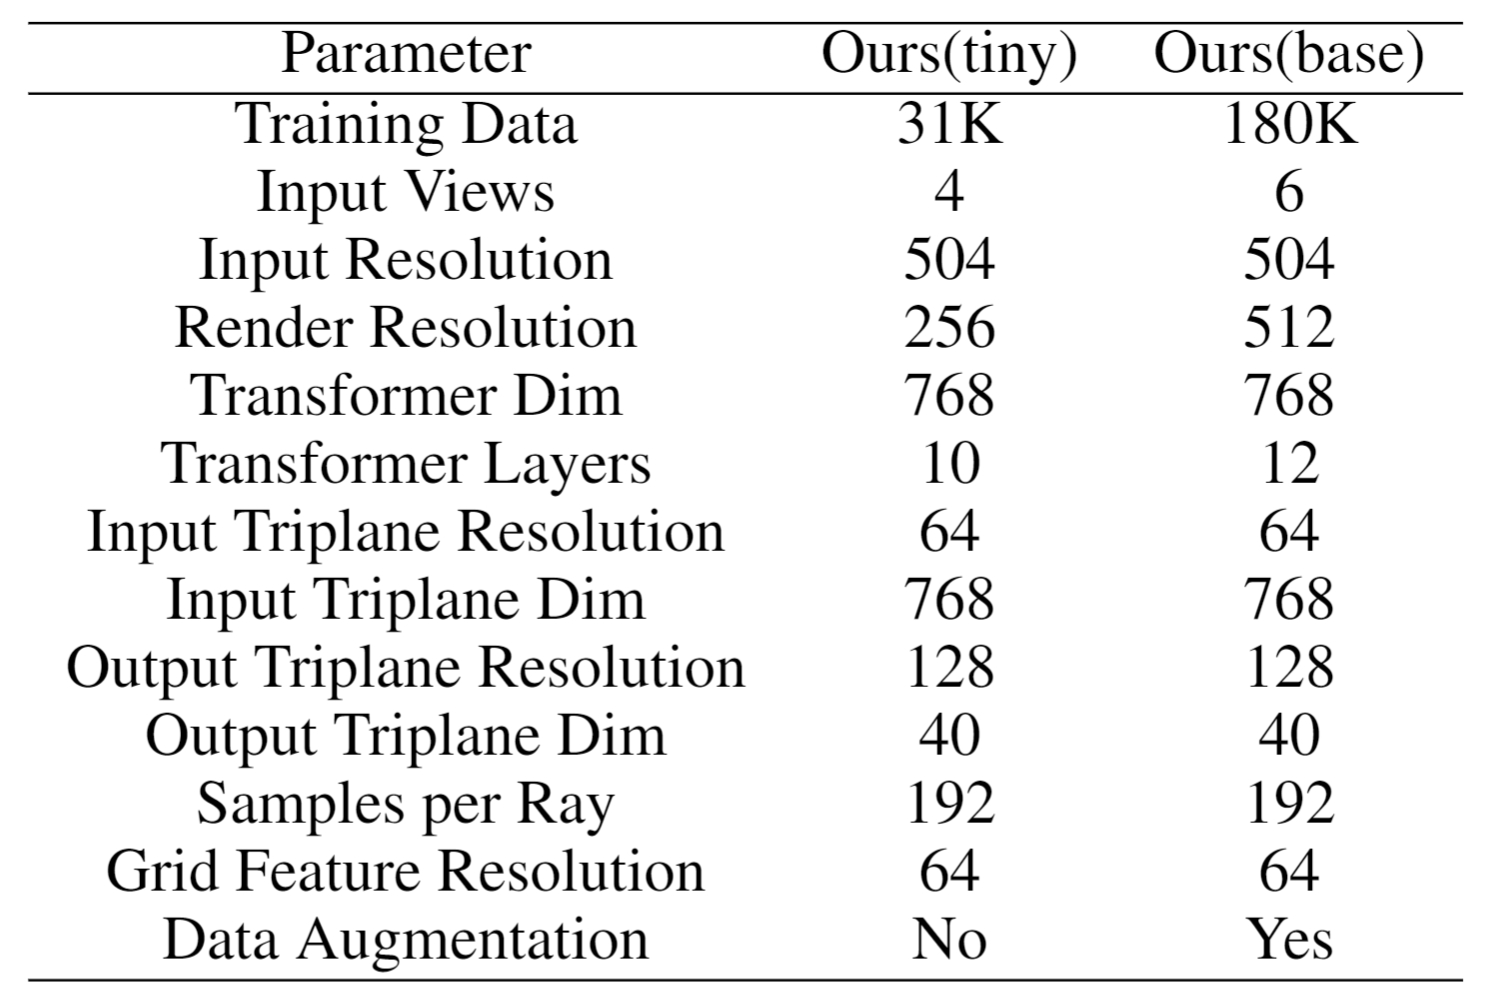 Parameter Ours(tiny) Ours(base)
Training Data 31K 180K
Input Views 4 6
Input Resolution 504 504
Render Resolution 256 512
Transformer Dim 768 768
Transformer Layers 10 12
Input Triplane Resolution 64 64
Input Triplane Dim 768 768
Output Triplane Resolution 128 128
Output Triplane Dim 40 40
Samples per Ray 192 192
Grid Feature Resolution 64 64
Data Augmentation No Yes